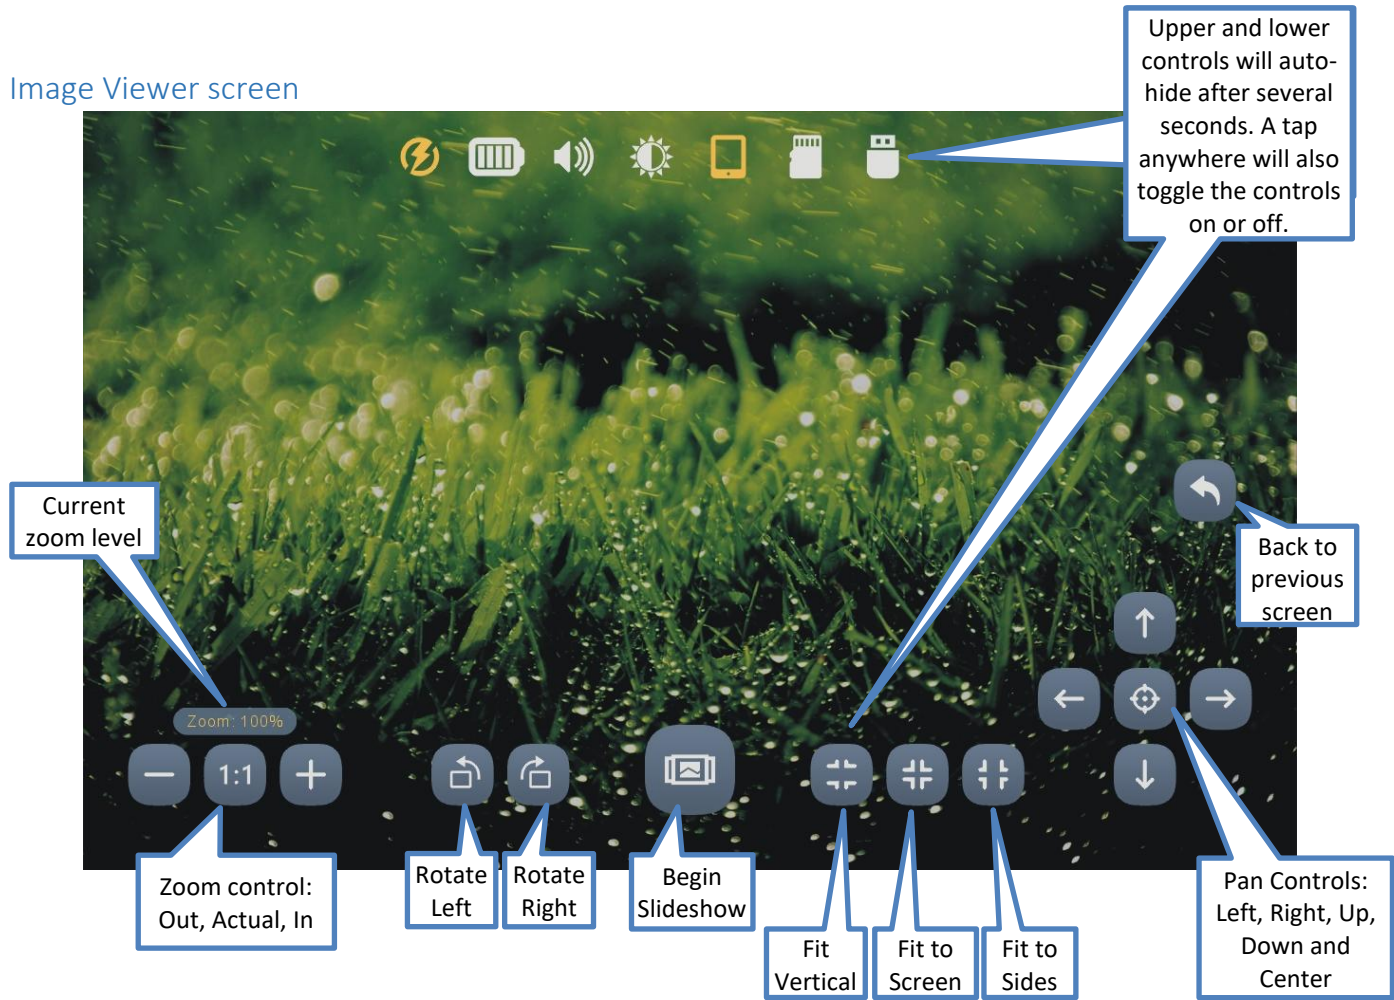 Image Viewer screen
Upper and lower
controls will auto-
hide after several
seconds. A tap
anywhere will also
toggle the controls
on or off.
Current
zoom level
Back to
previous
screen
Zoom: 100%
1:1
Zoom control:
Out, Actual, In
Rotate
Left
Rotate
Right
Begin
Slideshow
Fit
Vertical
Fit to
Screen
Fit to
Sides
Pan Controls:
Left, Right, Up,
Down and
Center